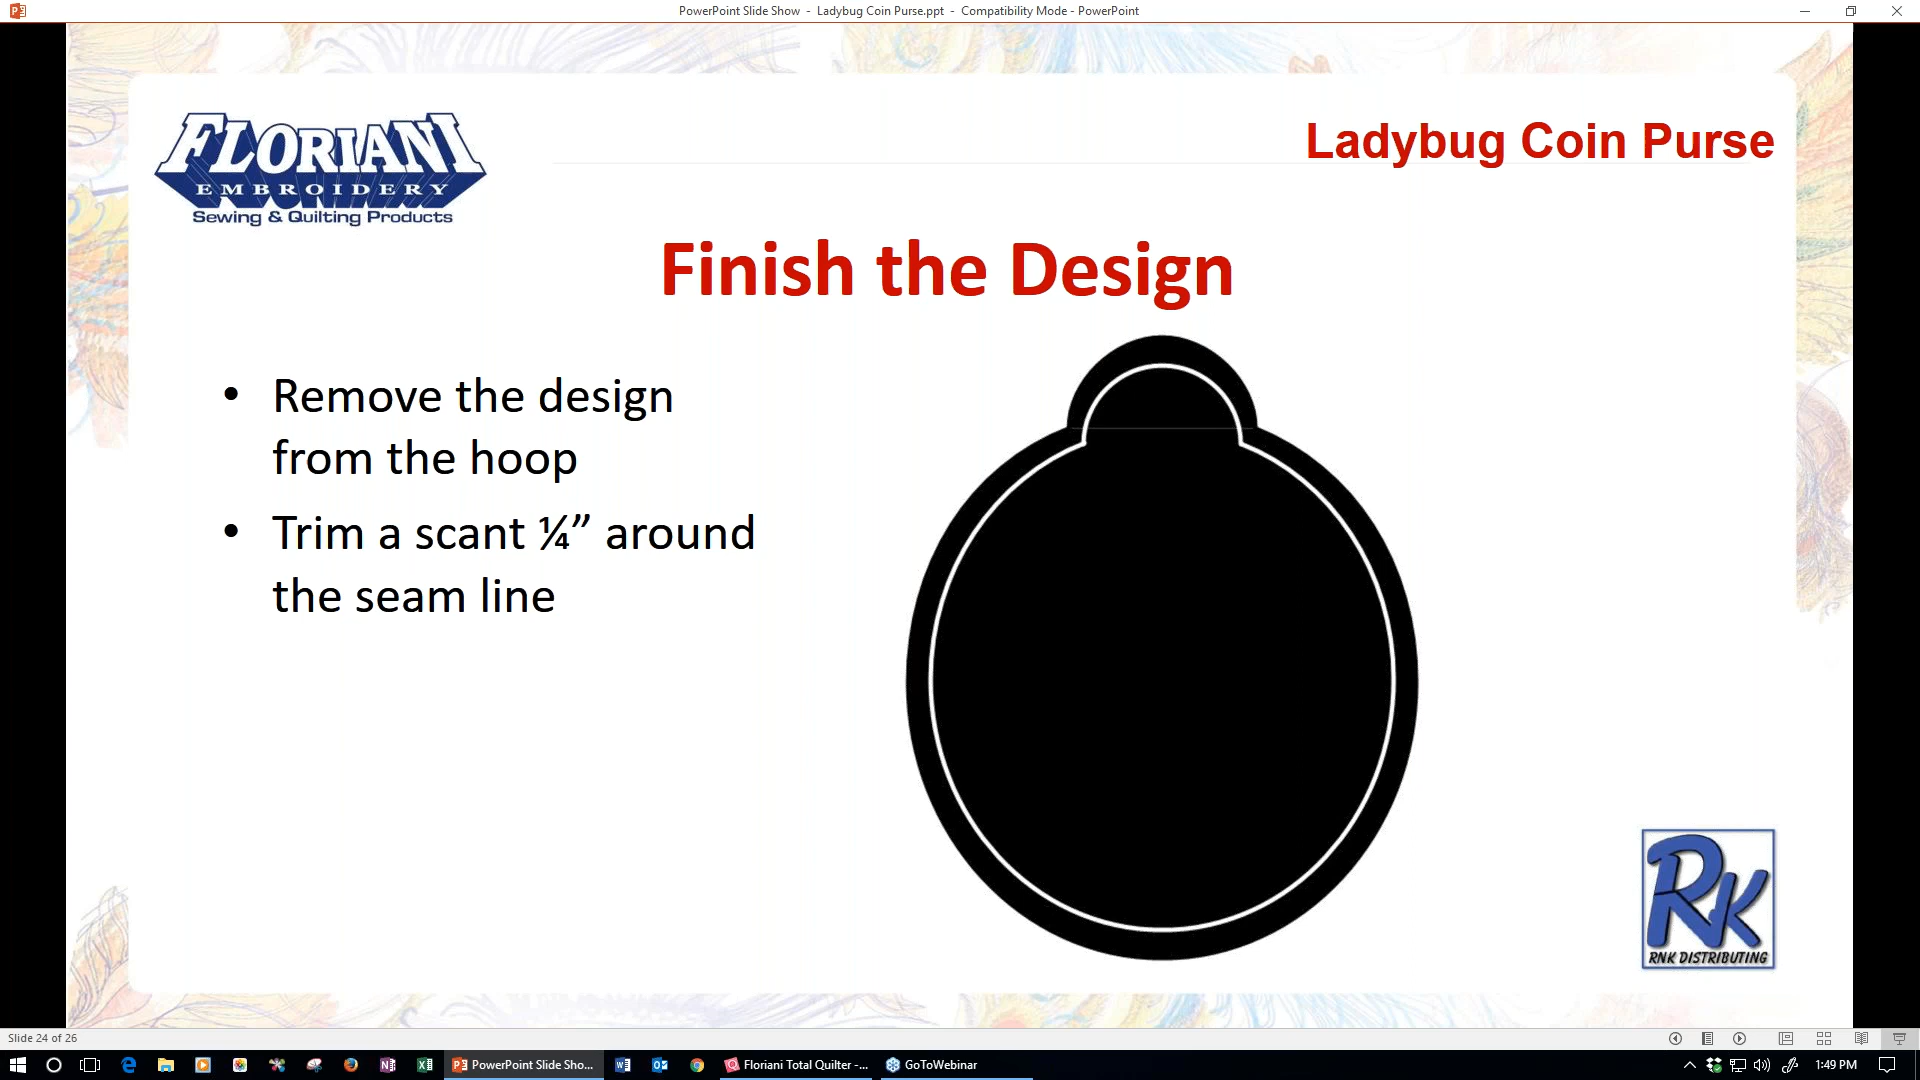 PowerPoint Slide Show - Ladybug Coin Purse.ppt - Compatibility Mode - PowerPoint
FLORIANI
EMBROIDERY
Sewing & Quilting Products
Ladybug Coin Purse
Finish the Design
• Remove the design
from the hoop
• Trim a scant ¼” around
the seam line
RK
RNK DISTRIBUTING
Slide 24 of 26
PowerPoint Slide Sho...
Floriani Total Quilter -...
GoToWebinar
1:49 PM